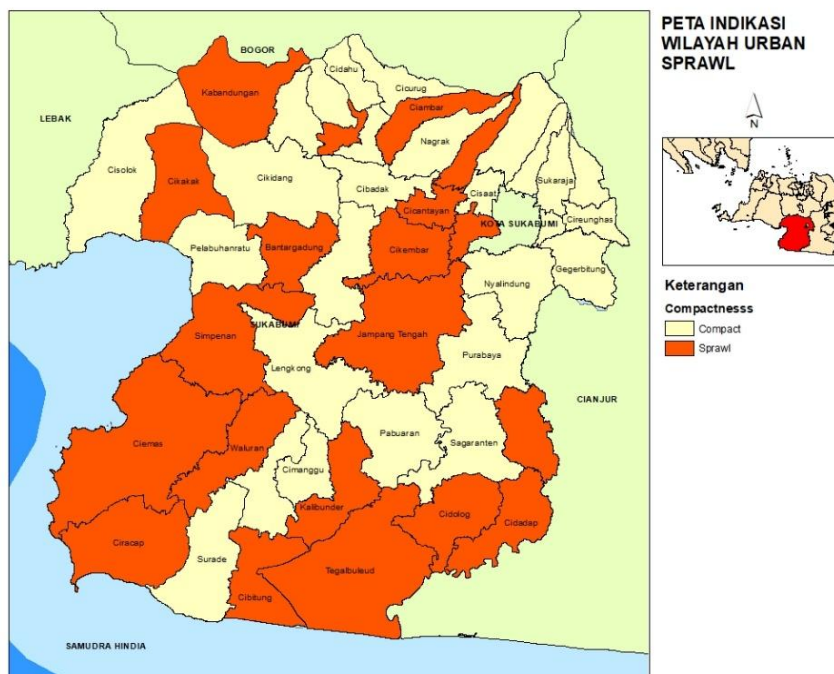 PETA INDIKASI
WILAYAH URBAN
SPRAWL
N
Keterangan
Compactnesss
Compact
Sprawl
BOGOR
Cidahu
Cicurug
Kabandungan
Ciambar
LEBAK
Nagrak
Cisolok
Cikidang
Cikakak
Cibadak
Cisaat
Sukaraja
Cicantayan
KOTA SUKABUMI
Cireunghas
Pelabuhanratu
Bantargadung
Cikembar
Gegerbitung
Nyalindung
Simpenan
SUKABUMI
Jampang Tengah
Purabaya
Lengkong
CIANJUR
Ciemas
Waluran
Pabuaran
Sagaranten
Cimanggu
Kalibunder
Cidolog
Cidadap
Ciracap
Surade
Tegalbuleud
Cibitung
SAMUDRA HINDIA